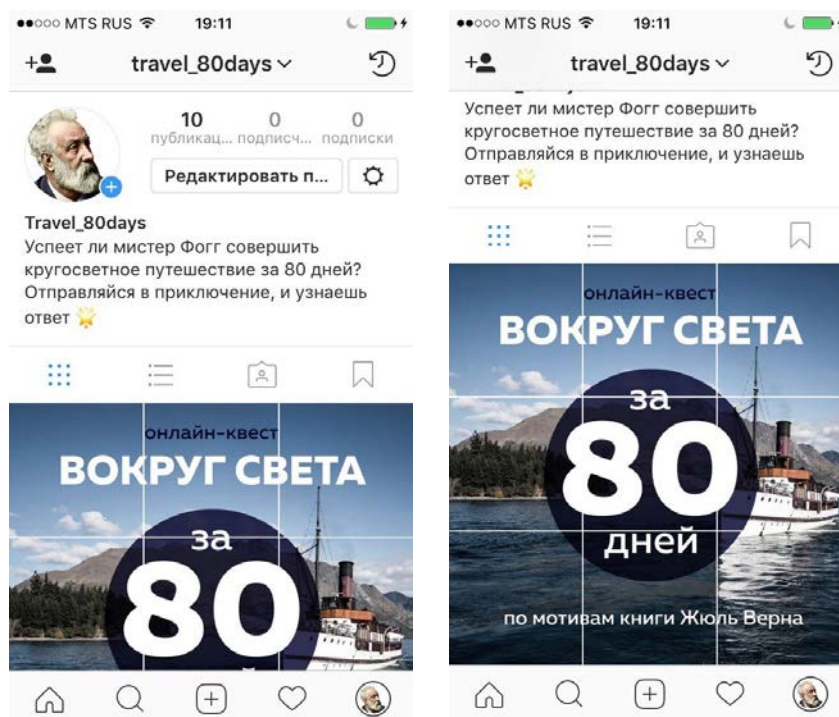 MTS RUS 19:11
travel_80days
10 0 0
публикац... подписч... подписки
Редактировать п...
Travel_80days
Успеет ли мистер Фогг совершить
кругосветное путешествие за 80 дней?
Отправляйся в приключение, и узнаешь
ответ
онлайн-квест
ВОКРУГ СВЕТА
за
80
MTS RUS 19:11
travel_80days
Успеет ли мистер Фогг совершить
кругосветное путешествие за 80 дней?
Отправляйся в приключение, и узнаешь
ответ
онлайн-квест
ВОКРУГ СВЕТА
за
80
дней
по мотивам книги Жюль Верна